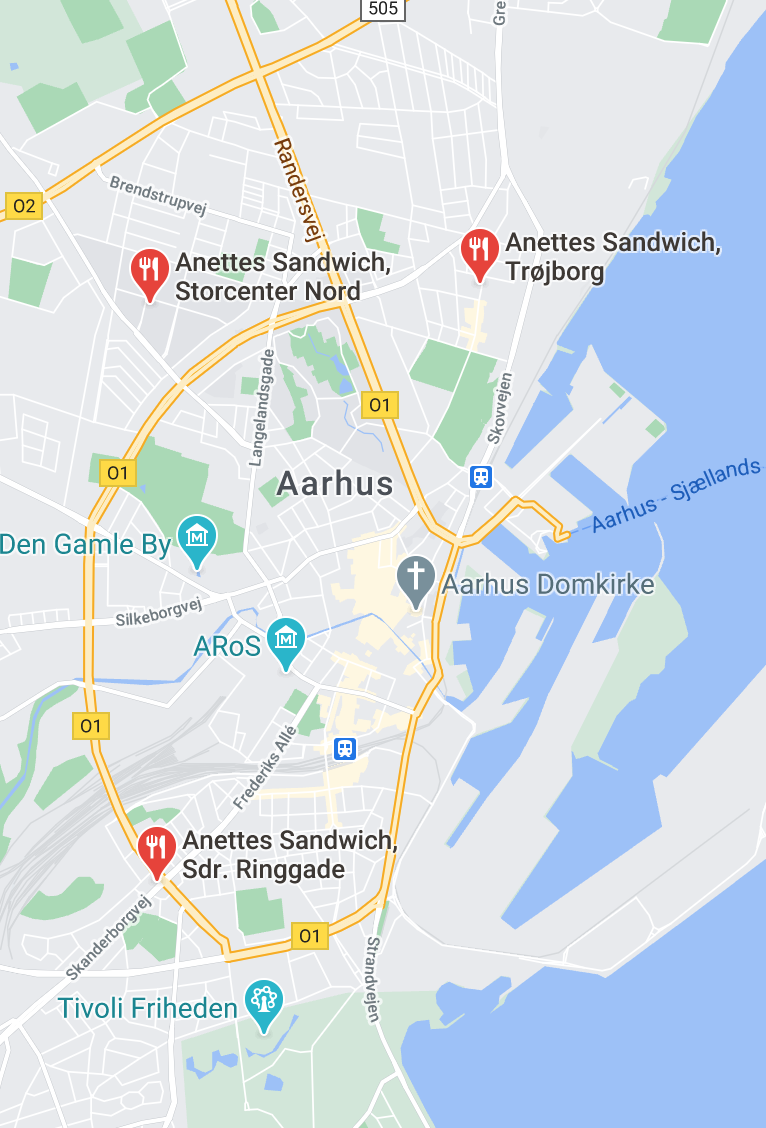 505
Gre
Randersvej
Brendstrupvej
O2
Anettes Sandwich,
Trøjborg
Anettes Sandwich,
Storcenter Nord
Langelandsgade
O1
Skovvejen
O1
Aarhus
Aarhus - Sjællands
Den Gamle By
Aarhus Domkirke
Silkeborgvej
ARoS
O1
Frederiks Allé
Anettes Sandwich,
Sdr. Ringgade
Skanderborgvej
O1
Strandvejen
Tivoli Friheden